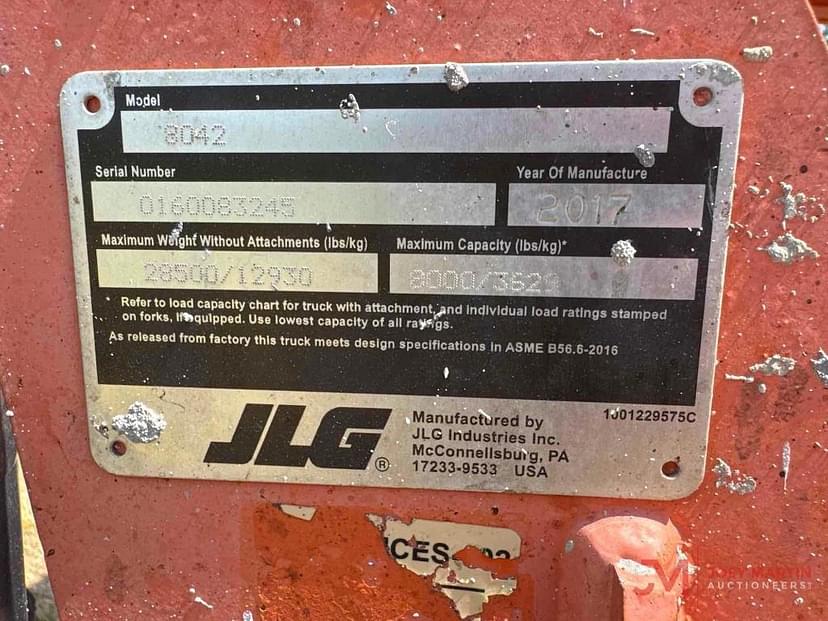 Model
8042
Serial Number
Year Of Manufacture
0160083245
2017
Maximum Weight Without Attachments (lbs/kg)
Maximum Capacity (lbs/kg)*
28500/12930
8000/3629
* Refer to load capacity chart for truck with attachment, and individual load ratings stamped
on forks, if equipped. Use lowest capacity of all ratings.
As released from factory this truck meets design specifications in ASME B56.6-2016
JLG®
Manufactured by
JLG Industries Inc.
McConnellsburg, PA
17233-9533 USA
1001229575C
JEFF MARTIN
AUCTIONEERS